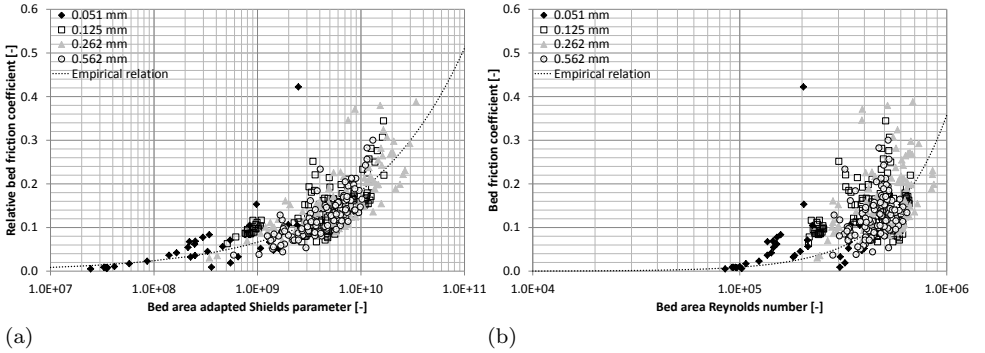 0.6
0.5
0.4
0.3
0.2
0.1
0.0
Relative bed friction coefficient [-]
0.051 mm
0.125 mm
0.262 mm
0.562 mm
Empirical relation
1.0E+07 1.0E+08 1.0E+09 1.0E+10 1.0E+11
Bed area adapted Shields parameter [-]
(a)
0.6
0.5
0.4
0.3
0.2
0.1
0.0
Bed friction coefficient [-]
0.051 mm
0.125 mm
0.262 mm
0.562 mm
Empirical relation
1.0E+04 1.0E+05 1.0E+06
Bed area Reynolds number [-]
(b)